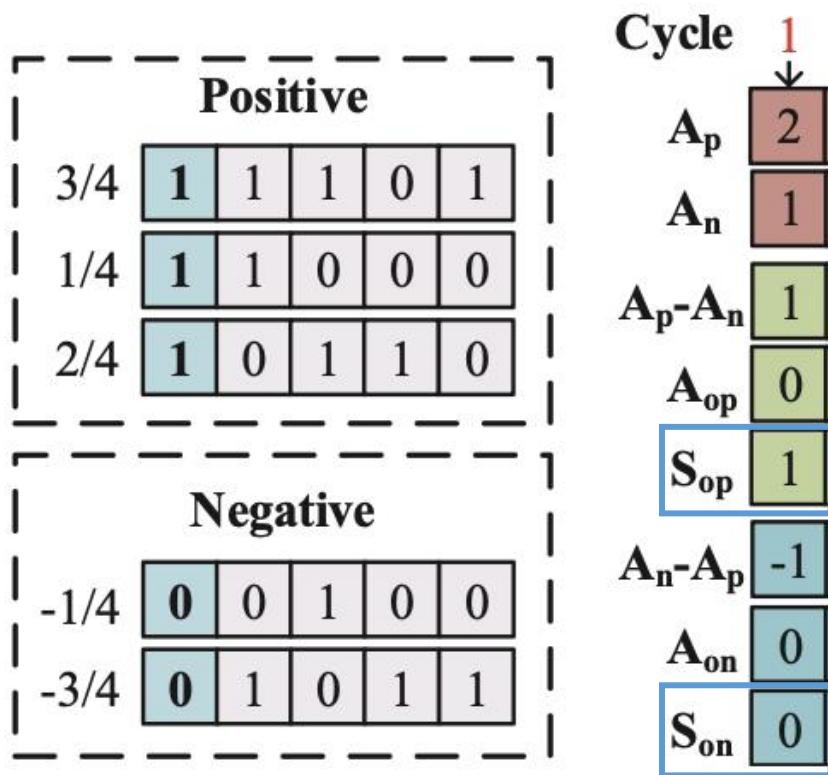 Positive
3/4 1 1 1 0 1
1/4 1 1 0 0 0
2/4 1 0 1 1 0
Negative
-1/4 0 0 1 0 0
-3/4 0 1 0 1 1
Cycle 1
Ap 2
An 1
Ap-An 1
Aop 0
Sop 1
An-Ap -1
Aon 0
Son 0